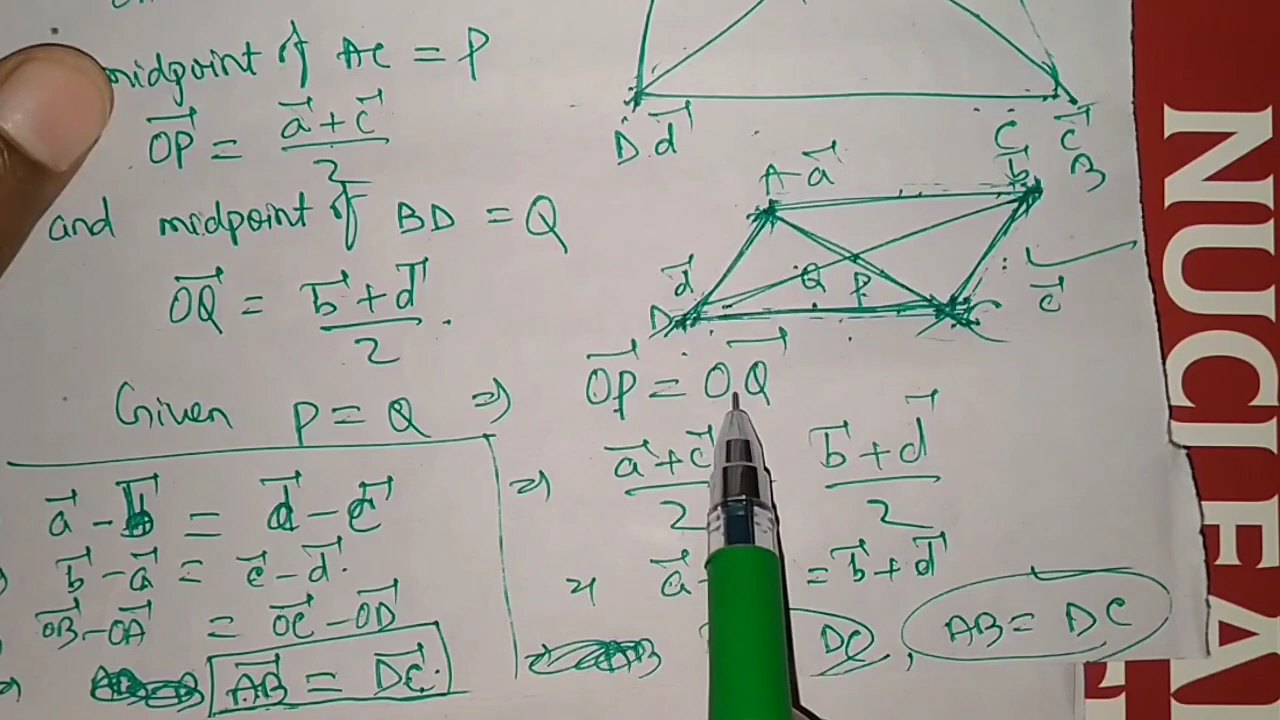 midpoint of AC = P
OP⃗ = (a⃗ + c⃗)/2
and midpoint of BD = Q
OQ⃗ = (b⃗ + d⃗)/2.
Given P = Q ⇒
a⃗ - b⃗ = d⃗ - c⃗
b⃗ - a⃗ = c⃗ - d⃗.
OB⃗ - OA⃗ = OC⃗ - OD⃗
AB⃗ = DC⃗.
D d⃗
C c⃗
A a⃗
b⃗ B
d⃗
Q P
c⃗
D
C
OP⃗ = OQ⃗
⇒ (a⃗ + c⃗)/2 (b⃗ + d⃗)/2
a⃗ = b⃗ + d⃗
DC, AB = DC
NUCLEA